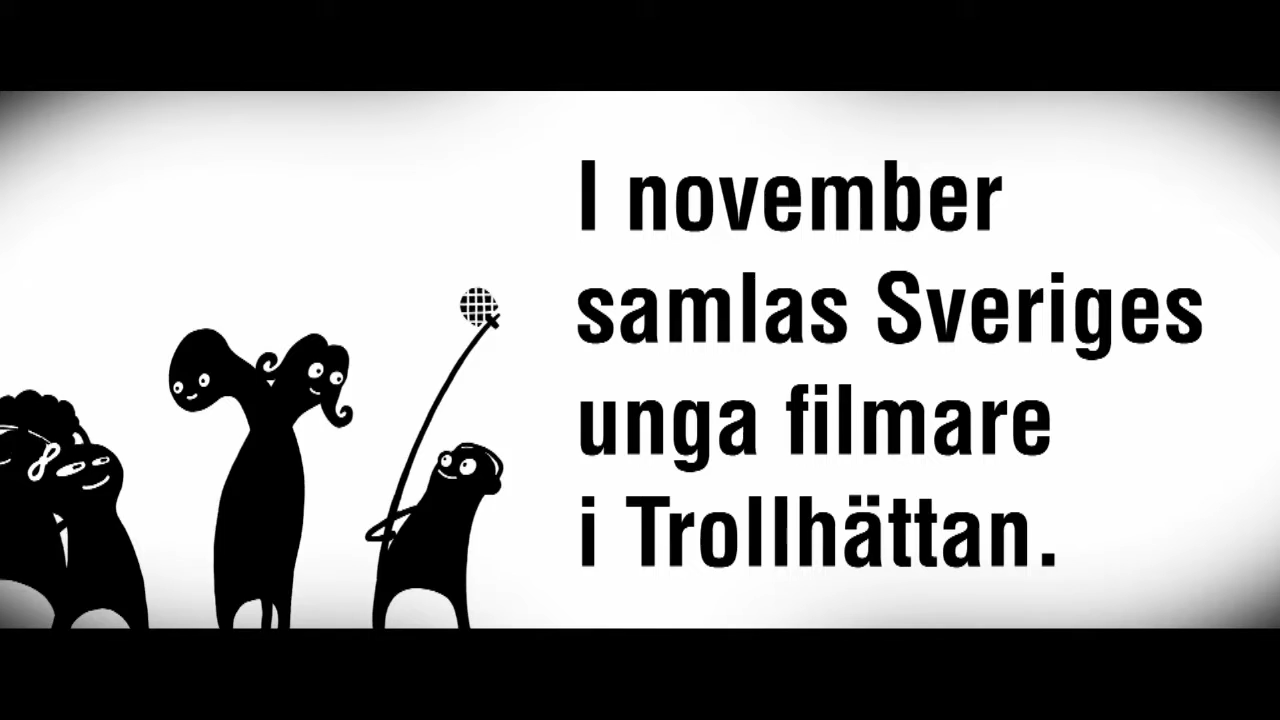 I november
samlas Sveriges
unga filmare
i Trollhättan.